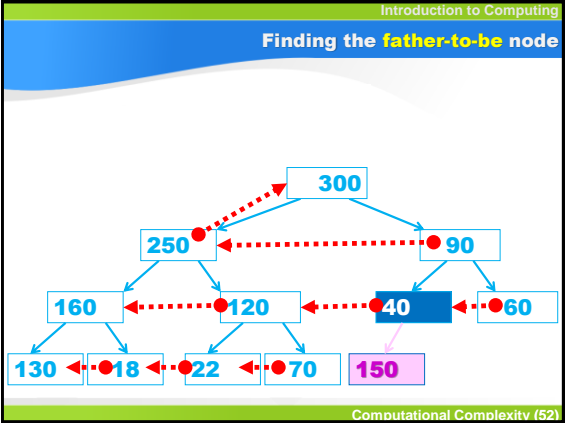 Introduction to Computing
Finding the father-to-be node
300
250 90
160 120 40 60
130 18 22 70 150
Computational Complexity (52)